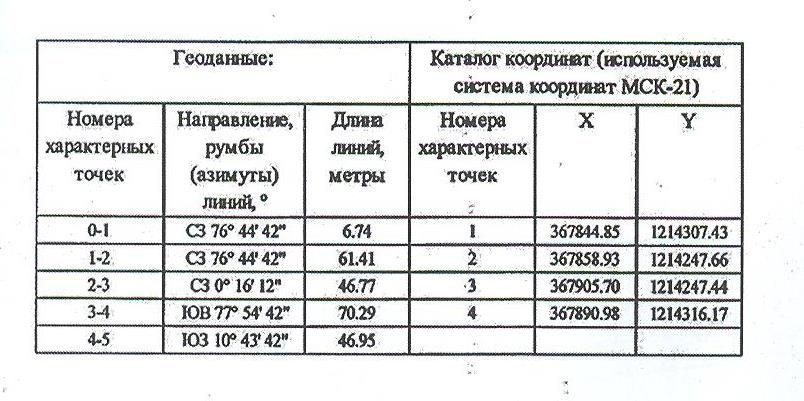 Геоданные: Каталог координат (используемая
система координат МСК-21)
Номера Направление, Длина Номера X Y
характерных румбы линий, характерных
точек (азимуты) метры точек
линий, °
0-1 СЗ 76° 44' 42" 6.74 1 367844.85 1214307.43
1-2 СЗ 76° 44' 42" 61.41 2 367858.93 1214247.66
2-3 СЗ 0° 16' 12" 46.77 3 367905.70 1214247.44
3-4 ЮВ 77° 54' 42" 70.29 4 367890.98 1214316.17
4-5 ЮЗ 10° 43' 42" 46.95